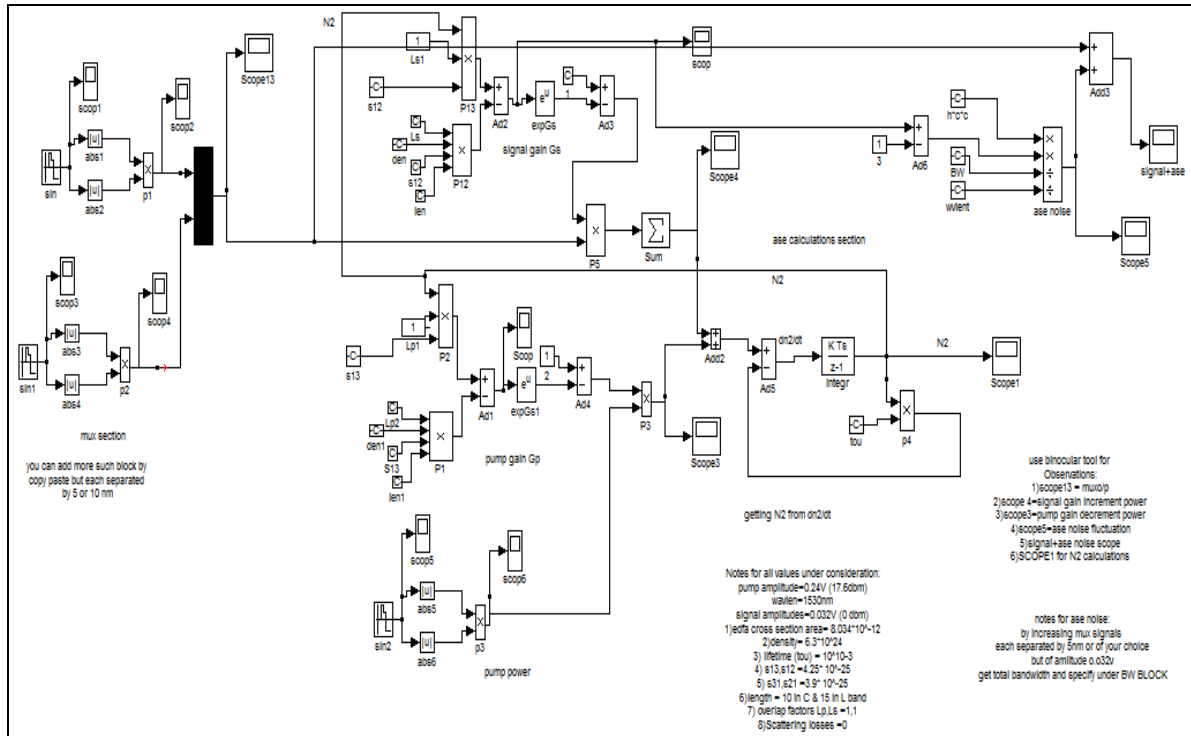 N2
1
Ls1
Scope13
scop1
scop2
C
s12
P13
Ad2
scop
e^u
expGs
C
1
Ad3
signal gain Gs
C
Ls
C
den
C
s12
C
len
P12
|u|
abs1
|u|
abs2
sin
p1
Scope4
Add3
C
h*c*c
1
3
Ad6
C
BW
C
wvlent
ase noise
signal+ase
Scope5
P5
Sum
ase calculations section
N2
scop3
scop4
|u|
abs3
|u|
abs4
sin1
p2
1
Lp1
P2
C
s13
Scop
e^u
expGs1
1
2
Ad4
Ad1
P3
Add2
dn2/dt
Ad5
K Ts
z-1
Integr
N2
Scope1
C
tou
p4
C
Lp2
C
den1
C
S13
C
len1
P1
pump gain Gp
Scope3
mux section
you can add more such block by
copy paste but each separated
by 5 or 10 nm
getting N2 from dn2/dt
use binocular tool for
Observations:
1)scope13 = muxo/p
2)scope 4=signal gain increment power
3)scope3=pump gain decrement power
4)scope5=ase noise fluctuation
5)signal+ase noise scope
6)SCOPE1 for N2 calculations
scop5
scop6
|u|
abs5
|u|
abs6
sin2
p3
pump power
Notes for all values under consideration:
pump amplitude=0.24V (17.6dbm)
wavlen=1530nm
signal amplitudes=0.032V (0 dbm)
1)edfa cross section area= 8.034*10^-12
2)density= 6.3*10^24
3) lifetime (tou) = 10^10-3
4) s13,s12 =4.25* 10^-25
5) s31,s21 =3.9* 10^-25
6)length = 10 in C & 15 in L band
7) overlap factors Lp,Ls =1,1
8)Scattering losses =0
notes for ase noise:
by increasing mux signals
each separated by 5nm or of your choice
but of amlitude o.o32v
get total bandwidth and specify under BW BLOCK